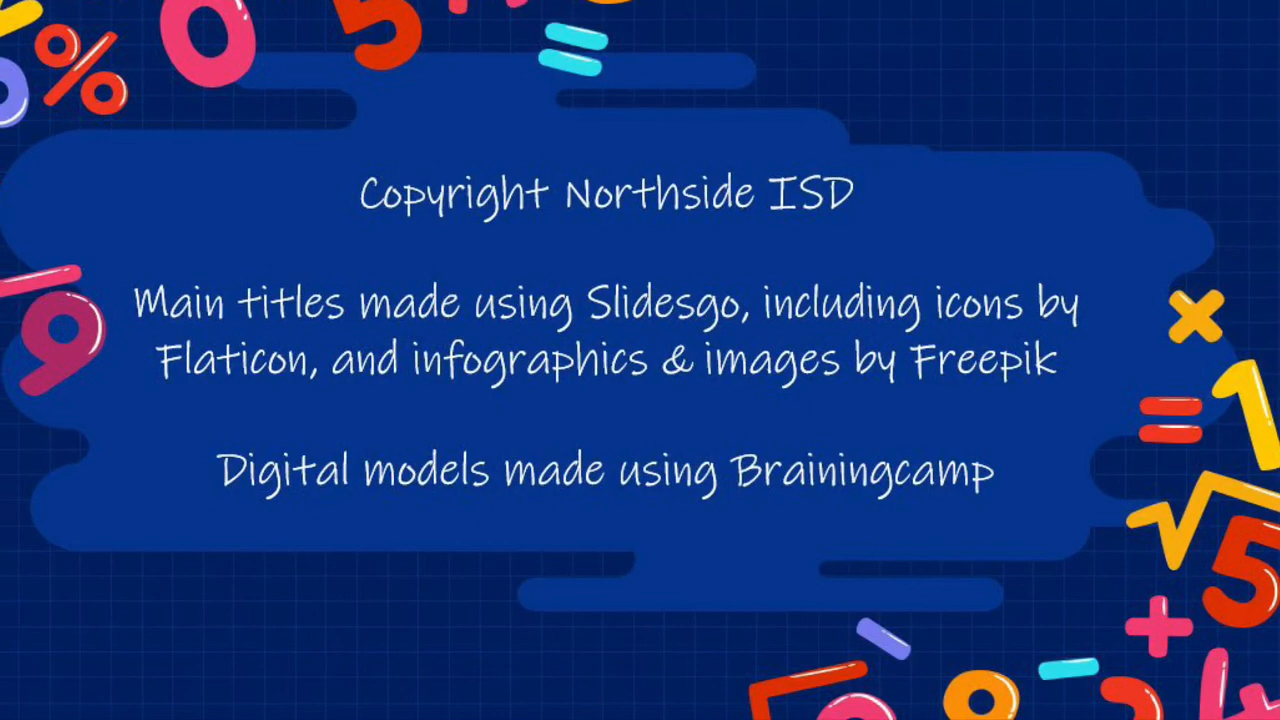 Copyright Northside ISD
Main titles made using Slidesgo, including icons by
Flaticon, and infographics & images by Freepik
Digital models made using Brainingcamp